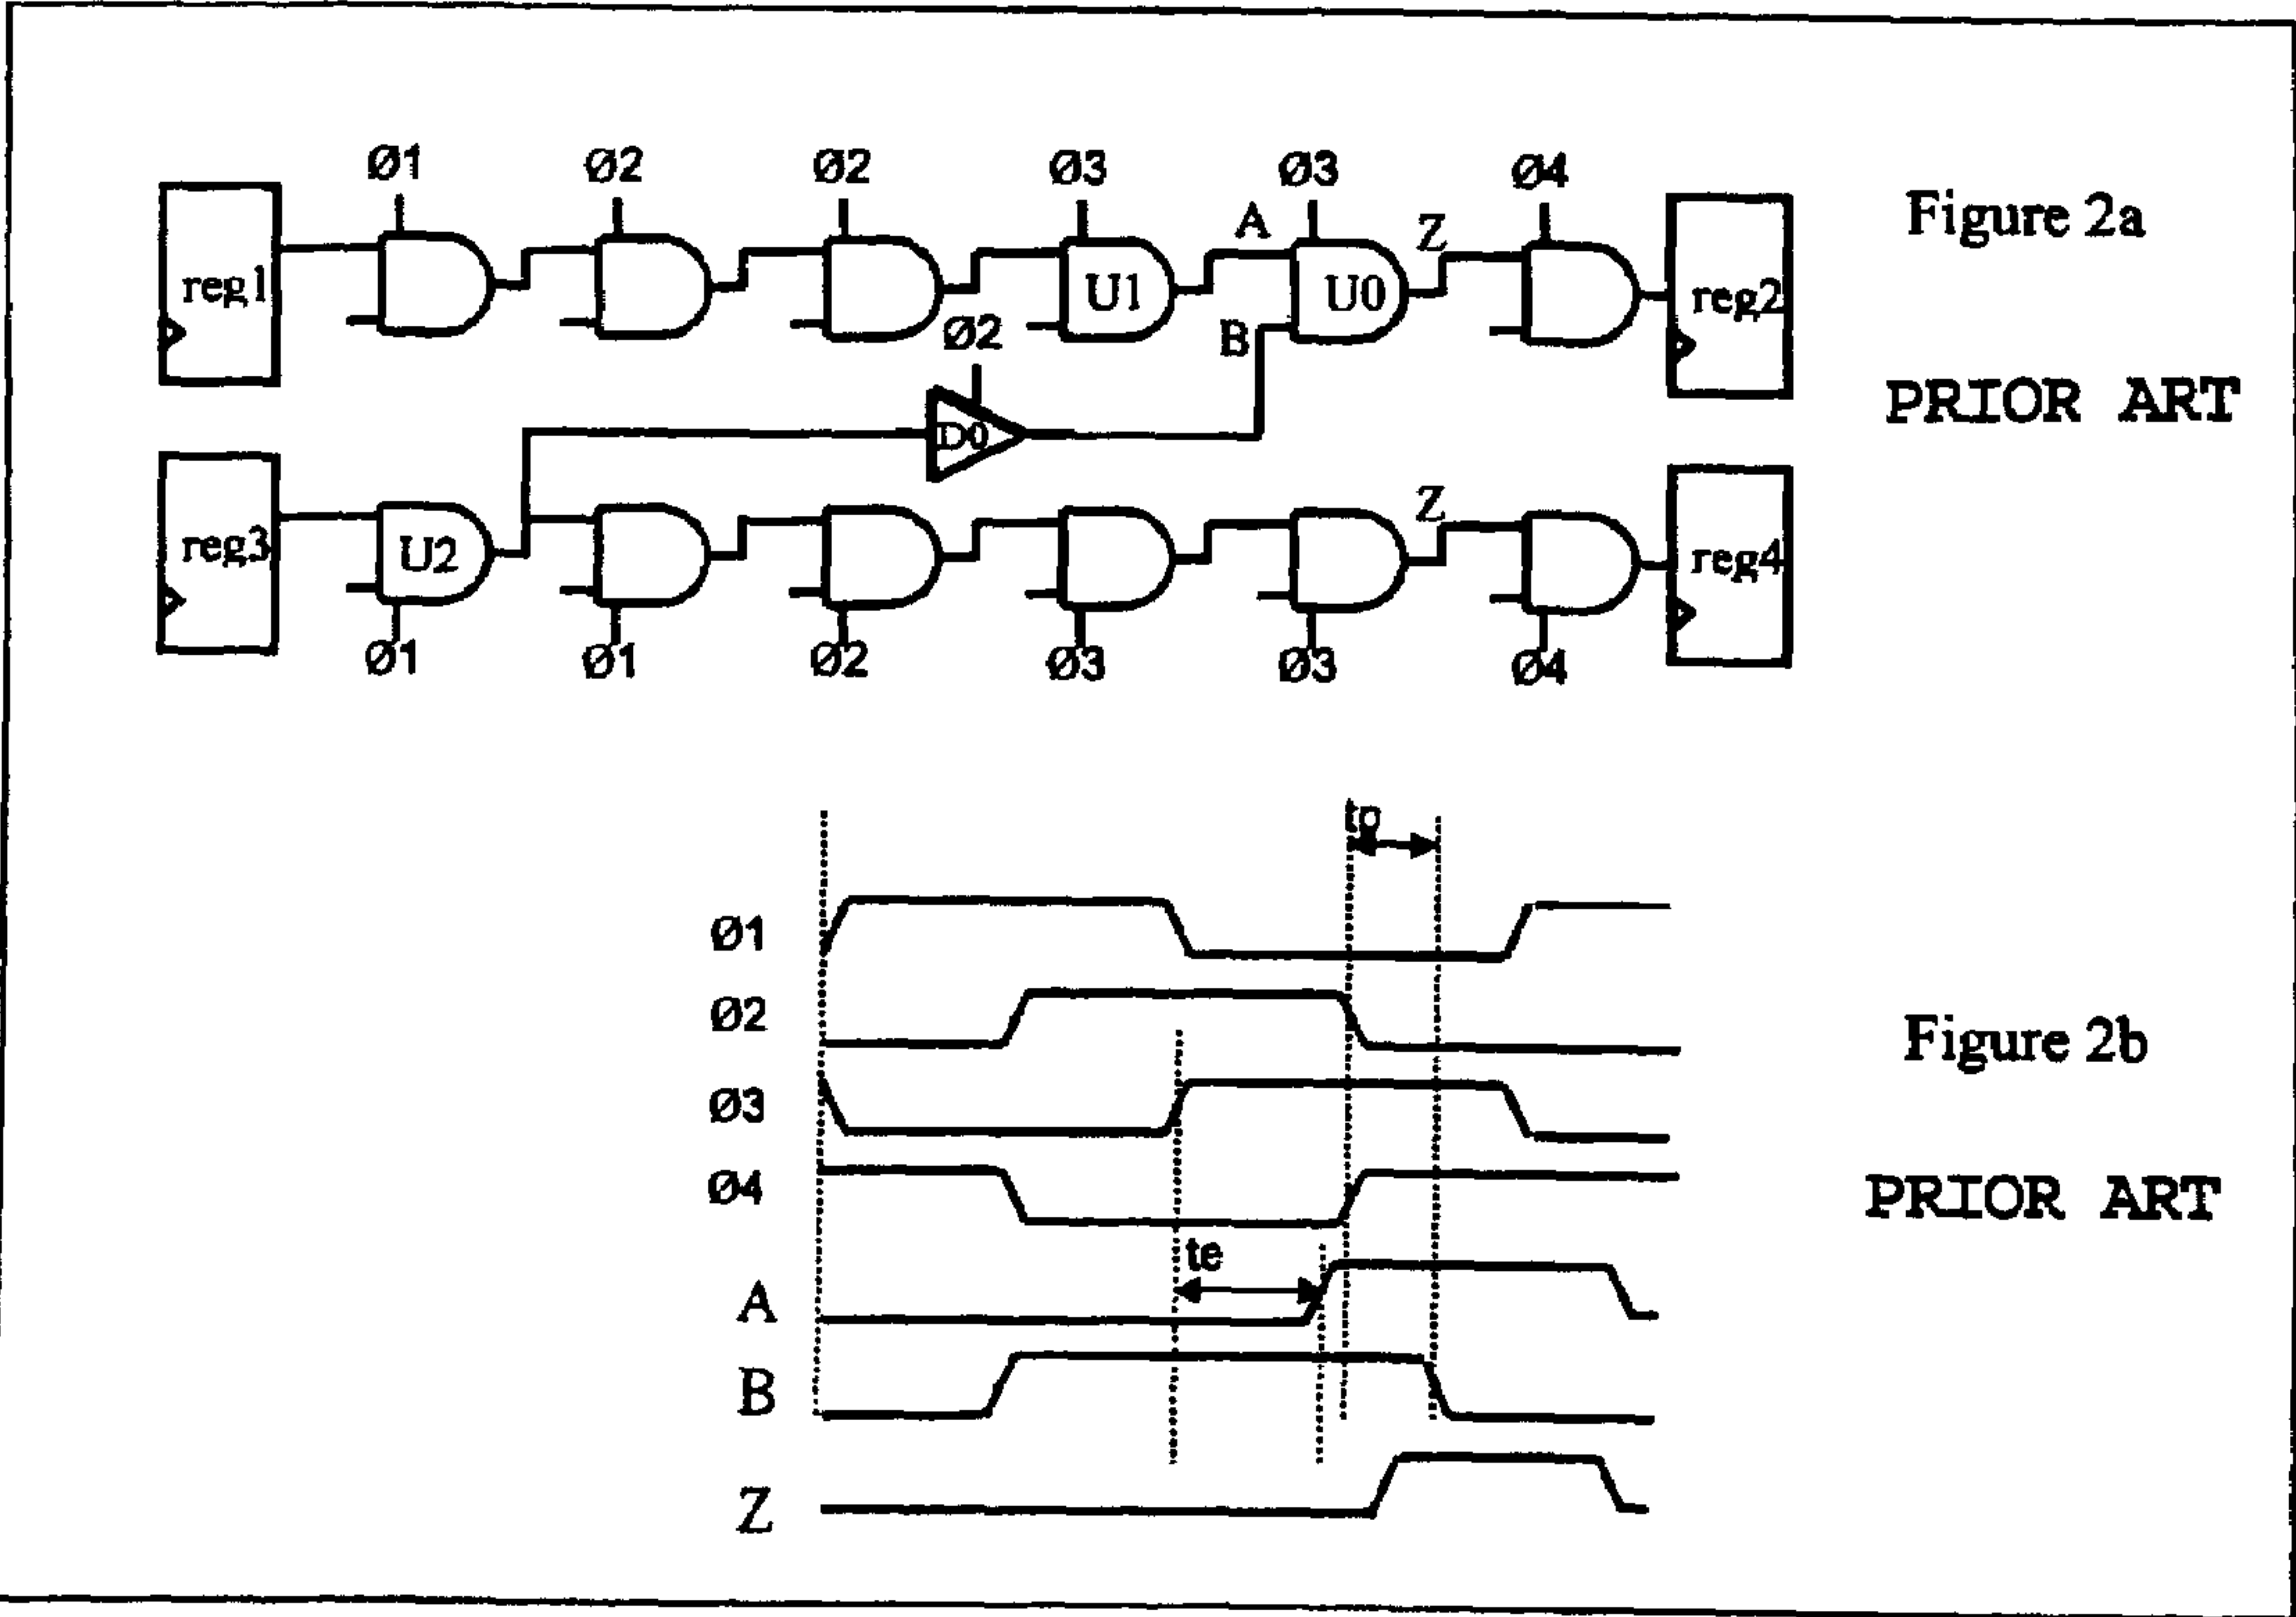 Ø1 Ø2 Ø2 Ø3 Ø3 Ø4
A Z
Figure 2a
reg1 U1 U0 reg2
Ø2 B
PRIOR ART
D0
Z
reg3 U2 reg4
Ø1 Ø1 Ø2 Ø3 Ø3 Ø4
tp
Ø1
Ø2
Figure 2b
Ø3
Ø4
PRIOR ART
te
A
B
Z